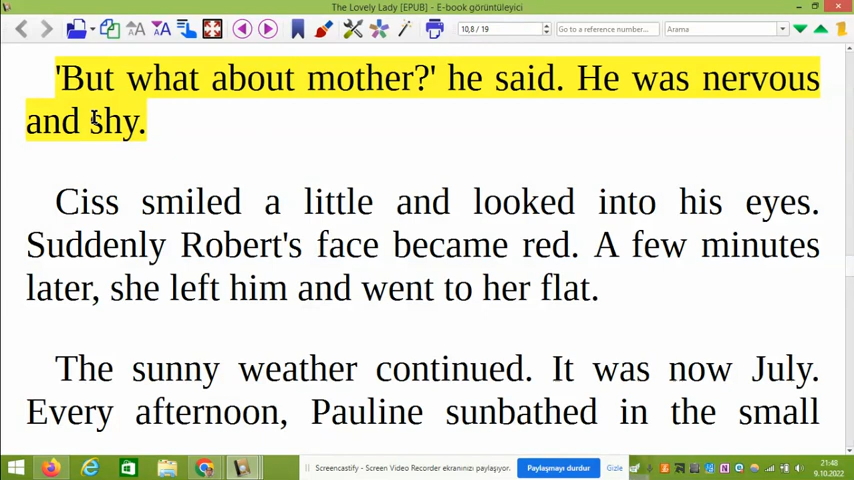 The Lovely Lady [EPUB] - E-book görüntüleyici
10,8 / 19
Go to a reference number...
Arama
'But what about mother?' he said. He was nervous
and shy.
Ciss smiled a little and looked into his eyes.
Suddenly Robert's face became red. A few minutes
later, she left him and went to her flat.
The sunny weather continued. It was now July.
Every afternoon, Pauline sunbathed in the small
Screencastify - Screen Video Recorder ekranınızı paylaşıyor.
Paylaşmayı durdur
Gizle
21:48
9.10.2022